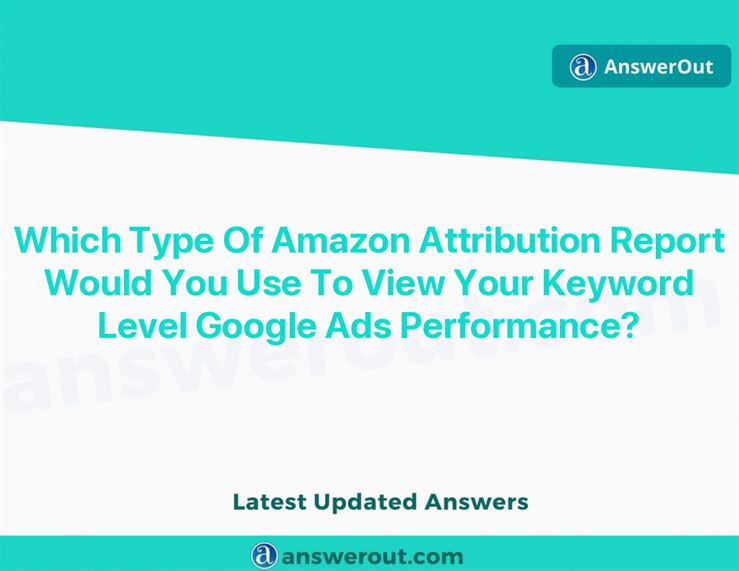 AnswerOut
Which Type Of Amazon Attribution Report
Would You Use To View Your Keyword
Level Google Ads Performance?
answerout.com
Latest Updated Answers
answerout.com